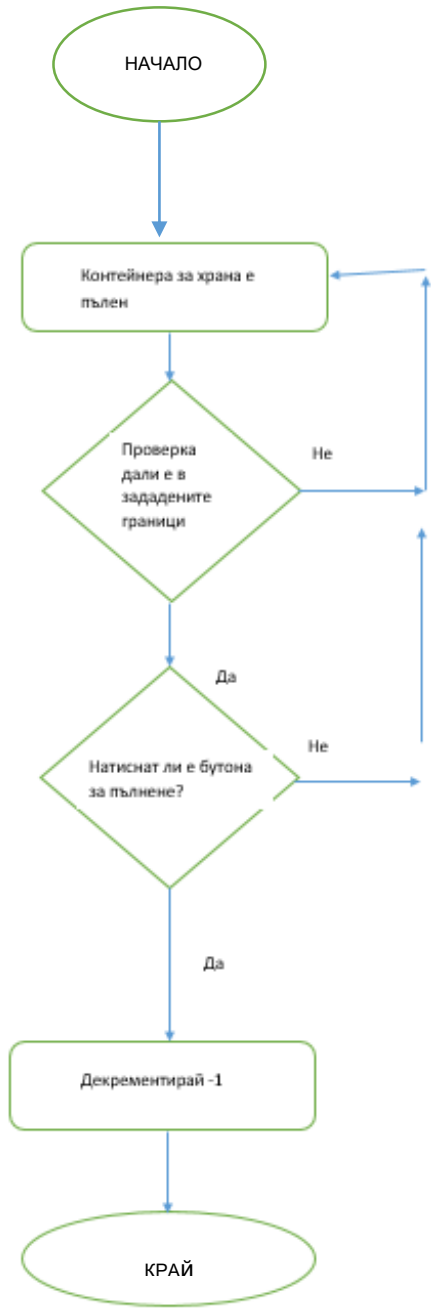 НАЧАЛО
Контейнера за храна е
пълен
Проверка
дали е в
зададените
граници
Не
Да
Натиснат ли е бутона
за пълнене?
Не
Да
Декрементирай -1
КРАЙ